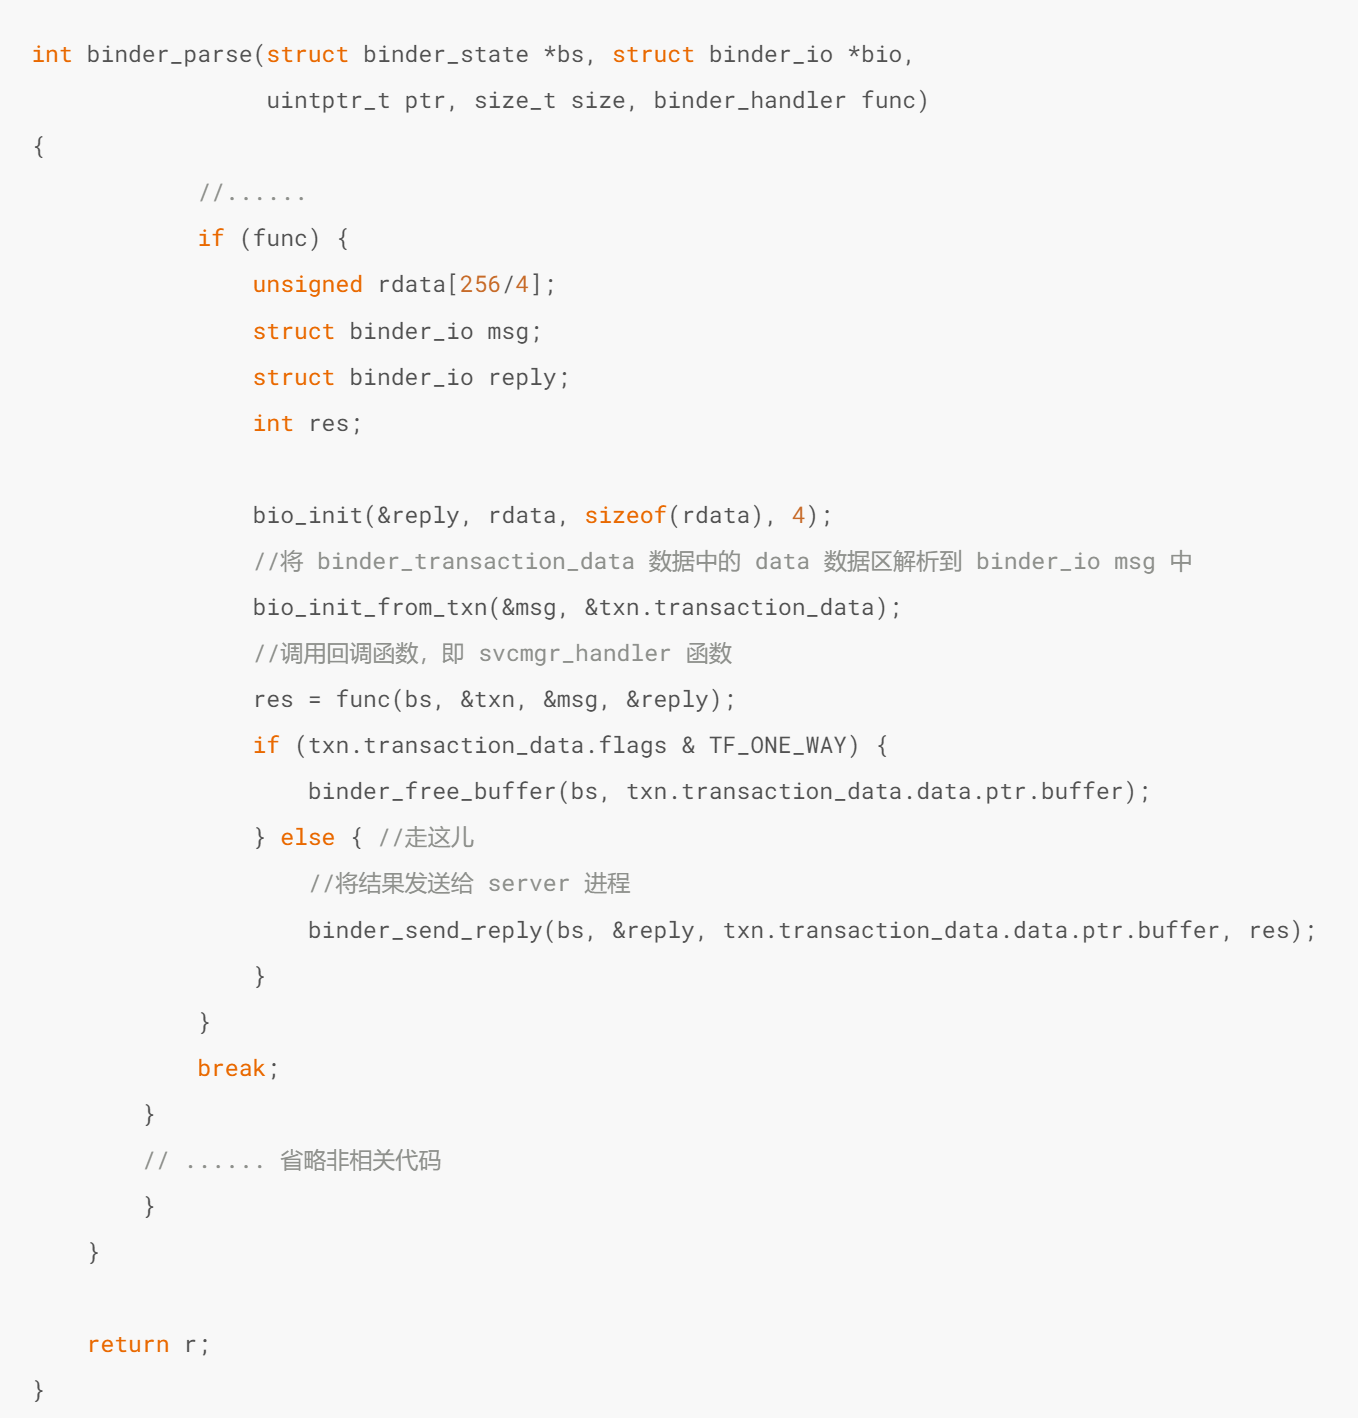 int binder_parse(struct binder_state *bs, struct binder_io *bio,
                 uintptr_t ptr, size_t size, binder_handler func)
{
            //......
            if (func) {
                unsigned rdata[256/4];
                struct binder_io msg;
                struct binder_io reply;
                int res;

                bio_init(&reply, rdata, sizeof(rdata), 4);
                //将 binder_transaction_data 数据中的 data 数据区解析到 binder_io msg 中
                bio_init_from_txn(&msg, &txn.transaction_data);
                //调用回调函数，即 svcmgr_handler 函数
                res = func(bs, &txn, &msg, &reply);
                if (txn.transaction_data.flags & TF_ONE_WAY) {
                    binder_free_buffer(bs, txn.transaction_data.data.ptr.buffer);
                } else { //走这儿
                    //将结果发送给 server 进程
                    binder_send_reply(bs, &reply, txn.transaction_data.data.ptr.buffer, res);
                }
            }
            break;
        }
        // ...... 省略非相关代码
        }
    }

    return r;
}